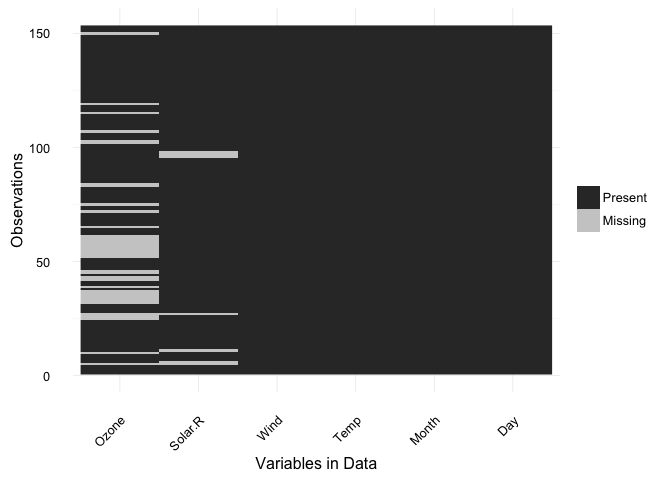 150
100
50
0
Observations
Ozone
Solar.R
Wind
Temp
Month
Day
Variables in Data
Present
Missing